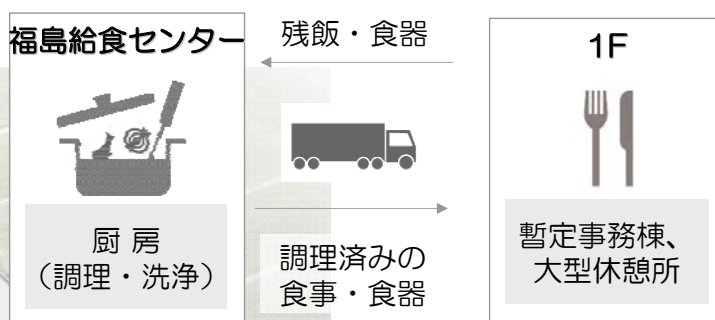 福島給食センター
厨 房
（調理・洗浄）
残飯・食器
調理済みの
食事・食器
1F
暫定事務棟、
大型休憩所